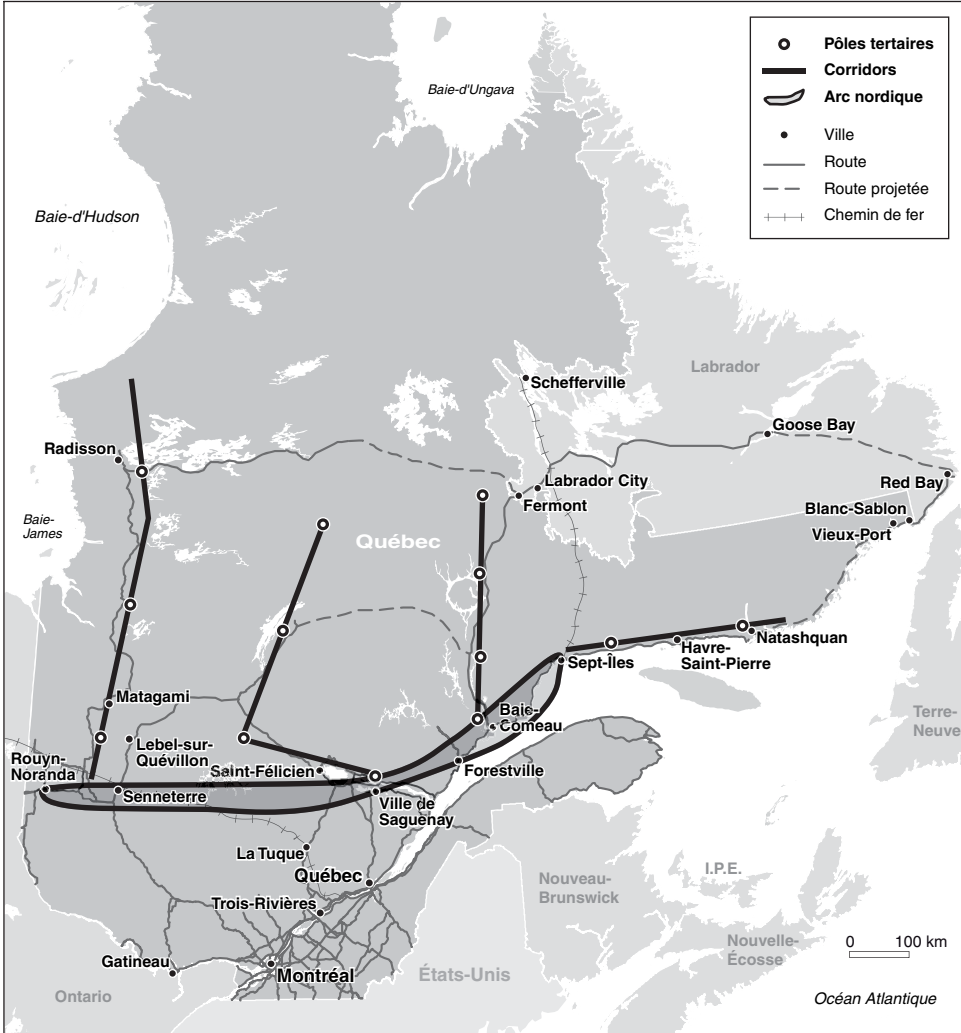 Pôles tertaires
Corridors
Arc nordique
Ville
Route
Route projetée
Chemin de fer
Baie-d'Ungava
Baie-d'Hudson
Labrador
Schefferville
Goose Bay
Radisson
Labrador City
Red Bay
Fermont
Blanc-Sablon
Baie-
James
Vieux-Port
Québec
Natashquan
Havre-
Saint-Pierre
Sept-Îles
Matagami
Baie-
Comeau
Terre-
Neuve
Lebel-sur-
Quévillon
Rouyn-
Noranda
Saint-Félicien
Forestville
Senneterre
Ville de
Saguenay
La Tuque
Québec
I.P.E.
Nouveau-
Brunswick
Trois-Rivières
Nouvelle-
Écosse
0 100 km
Gatineau
Montréal
États-Unis
Ontario
Océan Atlantique